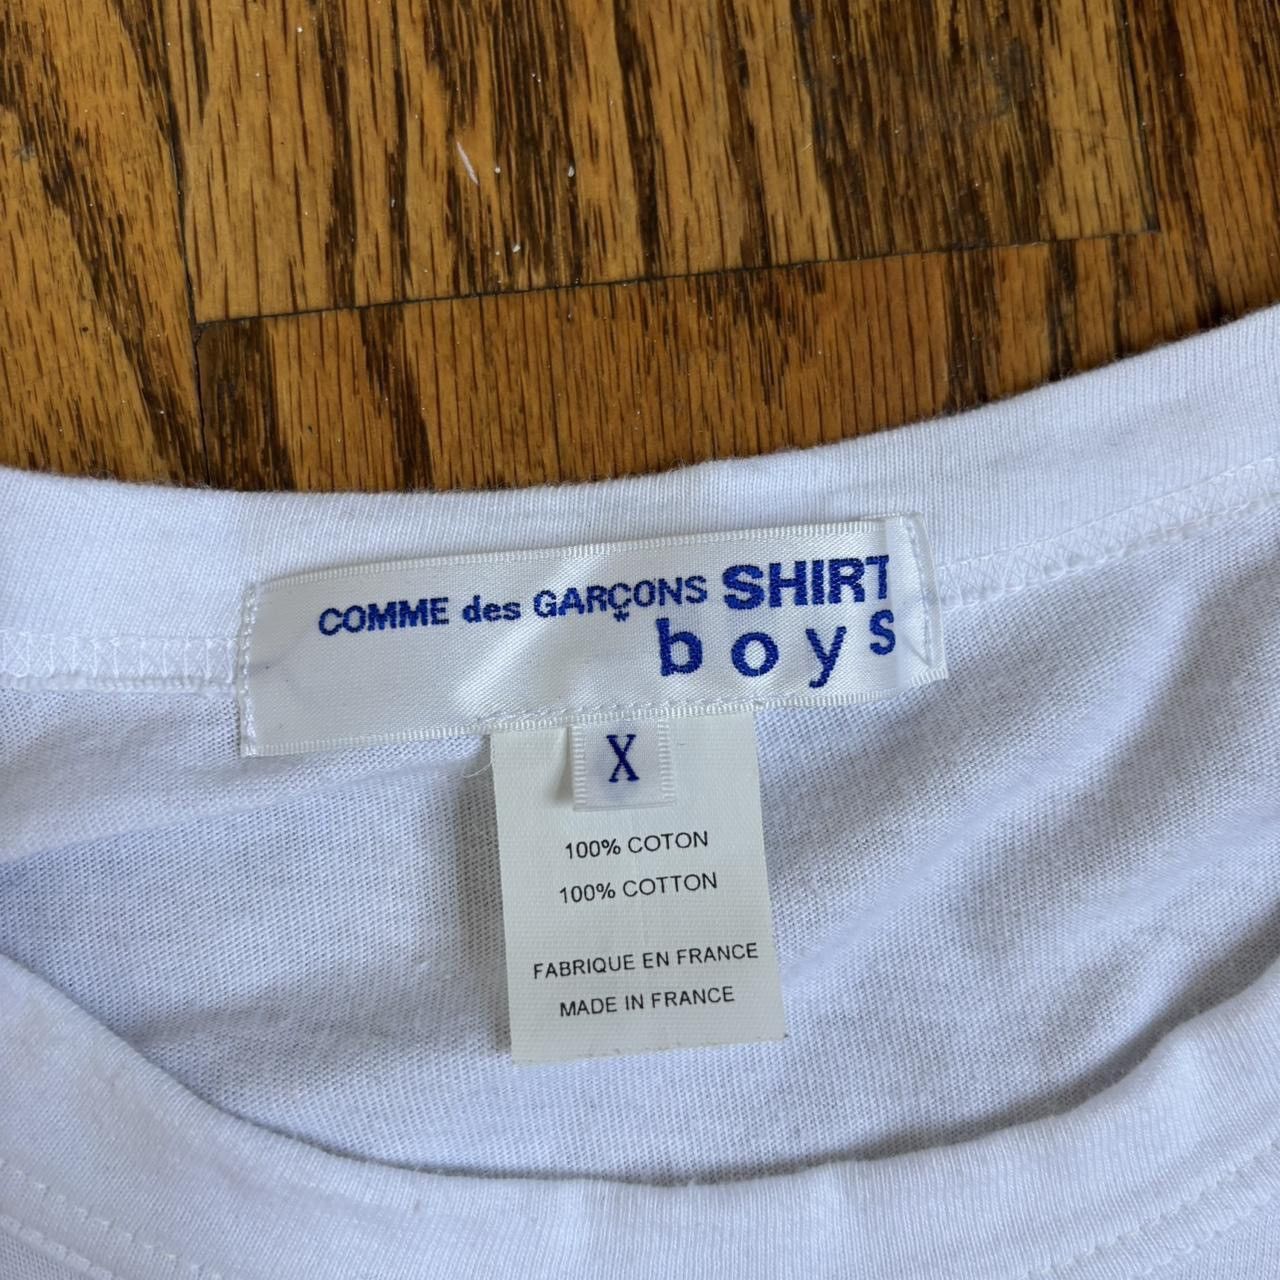 COMME des GARÇONS SHIRT
boys
X
100% COTON
100% COTTON
FABRIQUE EN FRANCE
MADE IN FRANCE